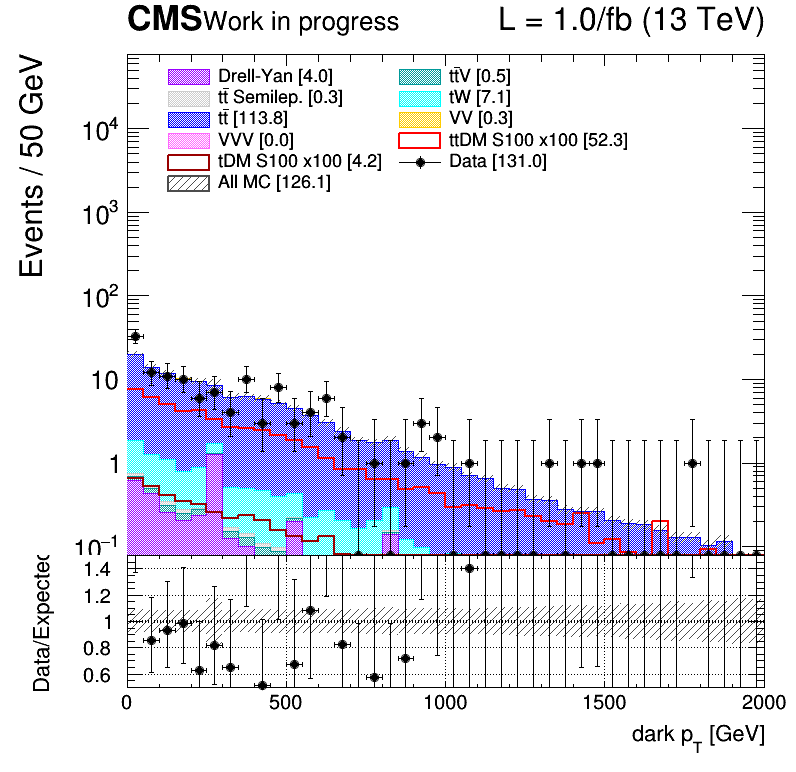 CMS Work in progress L = 1.0/fb (13 TeV)
Events / 50 GeV
Drell-Yan [4.0] tt̄V [0.5]
tt̄ Semilep. [0.3] tW [7.1]
tt̄ [113.8] VV [0.3]
VVV [0.0] ttDM S100 x100 [52.3]
tDM S100 x100 [4.2] Data [131.0]
All MC [126.1]
10⁴
10³
10²
10
1
10⁻¹
Data/Expected
1.4
1.2
1
0.8
0.6
0 500 1000 1500 2000
dark p_T [GeV]